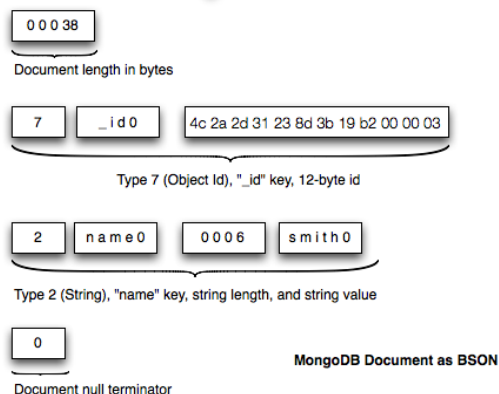 0 0 0 38
Document length in bytes
7 _ i d 0 4c 2a 2d 31 23 8d 3b 19 b2 00 00 03
Type 7 (Object Id), "_id" key, 12-byte id
2 n a m e 0 0 0 0 6 s m i t h 0
Type 2 (String), "name" key, string length, and string value
0
MongoDB Document as BSON
Document null terminator